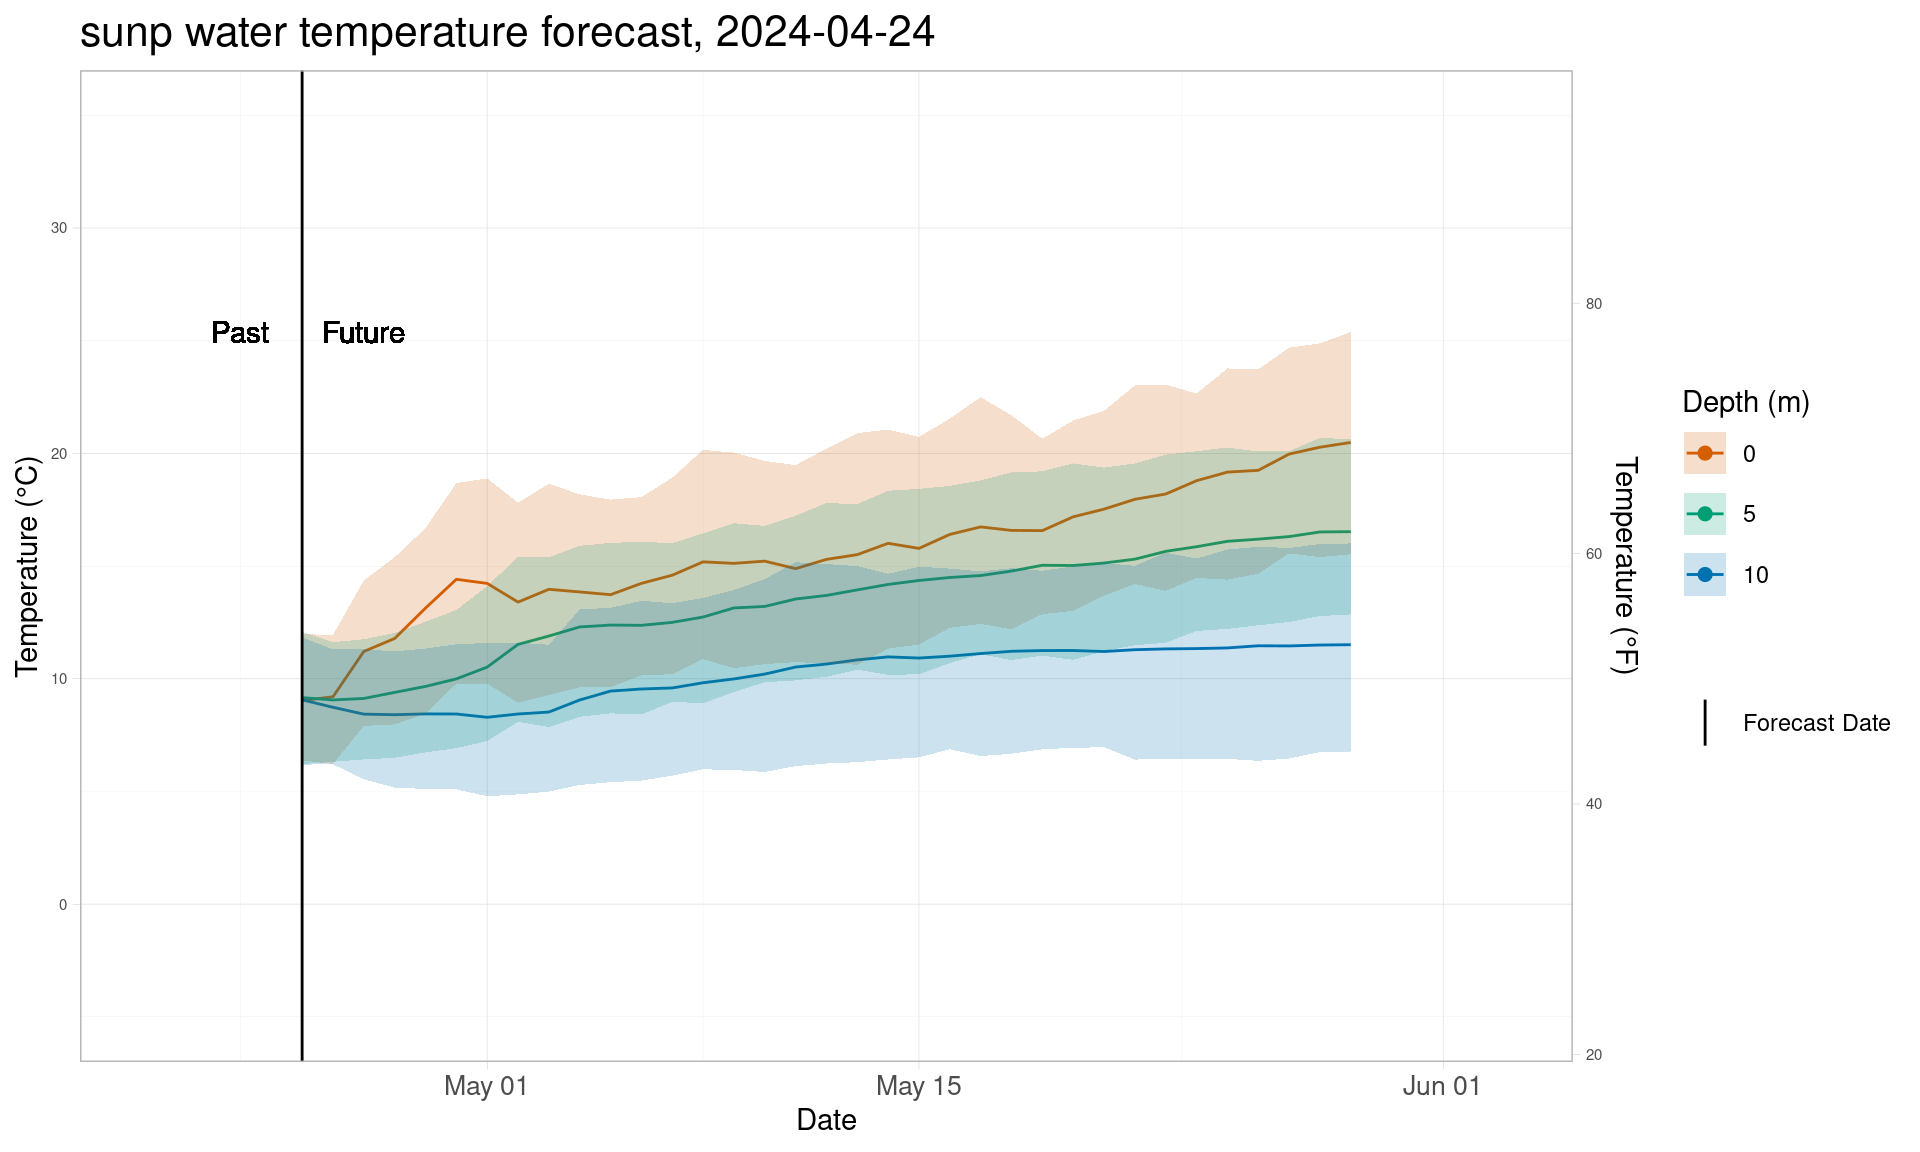 sunp water temperature forecast, 2024-04-24
30
20
10
0
Temperature (°C)
Past
Future
80
60
40
20
Temperature (°F)
May 01
May 15
Jun 01
Date
Depth (m)
0
5
10
Forecast Date